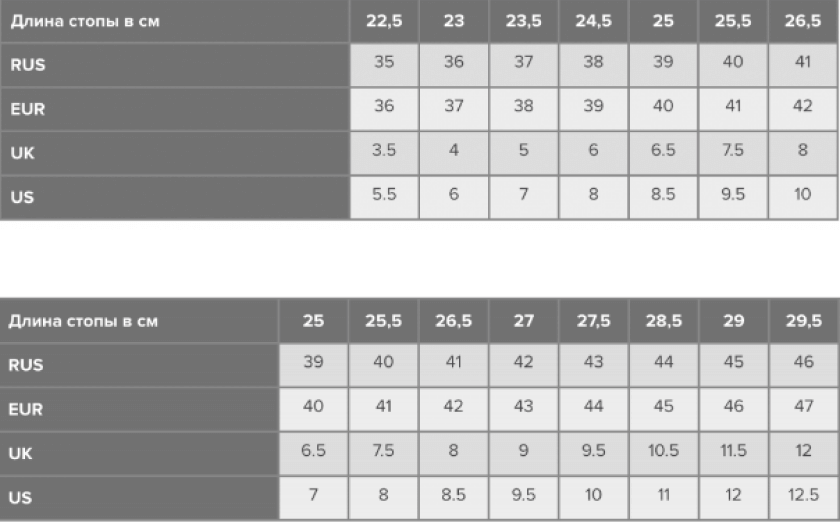 Длина стопы в см 22,5 23 23,5 24,5 25 25,5 26,5
RUS 35 36 37 38 39 40 41
EUR 36 37 38 39 40 41 42
UK 3.5 4 5 6 6.5 7.5 8
US 5.5 6 7 8 8.5 9.5 10
Длина стопы в см 25 25,5 26,5 27 27,5 28,5 29 29,5
RUS 39 40 41 42 43 44 45 46
EUR 40 41 42 43 44 45 46 47
UK 6.5 7.5 8 9 9.5 10.5 11.5 12
US 7 8 8.5 9.5 10 11 12 12.5